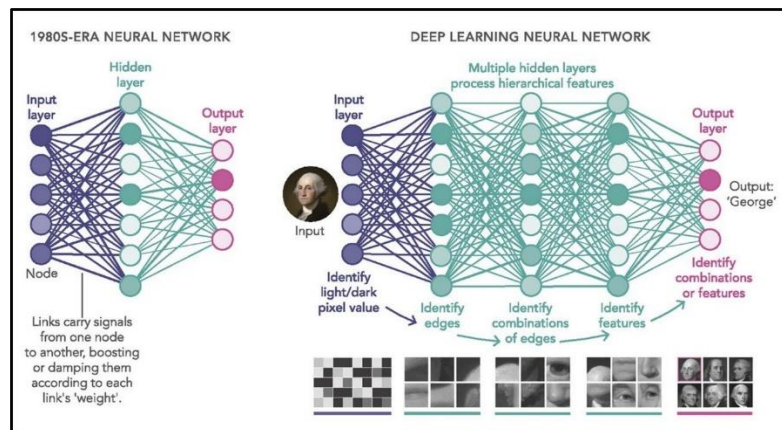 1980S-ERA NEURAL NETWORK
Hidden
layer
Input
layer
Output
layer
Node
Links carry signals
from one node
to another, boosting
or damping them
according to each
link's 'weight'.
DEEP LEARNING NEURAL NETWORK
Multiple hidden layers
process hierarchical features
Input
layer
Output
layer
Input
Output:
'George'
Identify
light/dark
pixel value
Identify
edges
Identify
combinations
of edges
Identify
features
Identify
combinations
or features